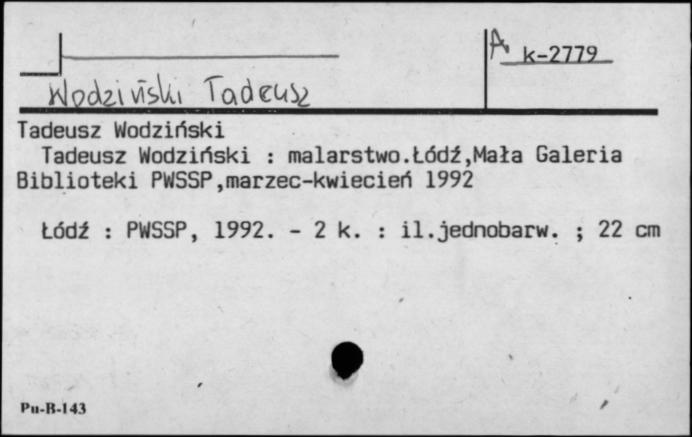 A k-2779
Wodziński Tadeusz
Tadeusz Wodziński
Tadeusz Wodziński : malarstwo.Łódź,Mała Galeria
Biblioteki PWSSP,marzec-kwiecień 1992
Łódź : PWSSP, 1992. - 2 k. : il.jednobarw. ; 22 cm
Pu-B-143